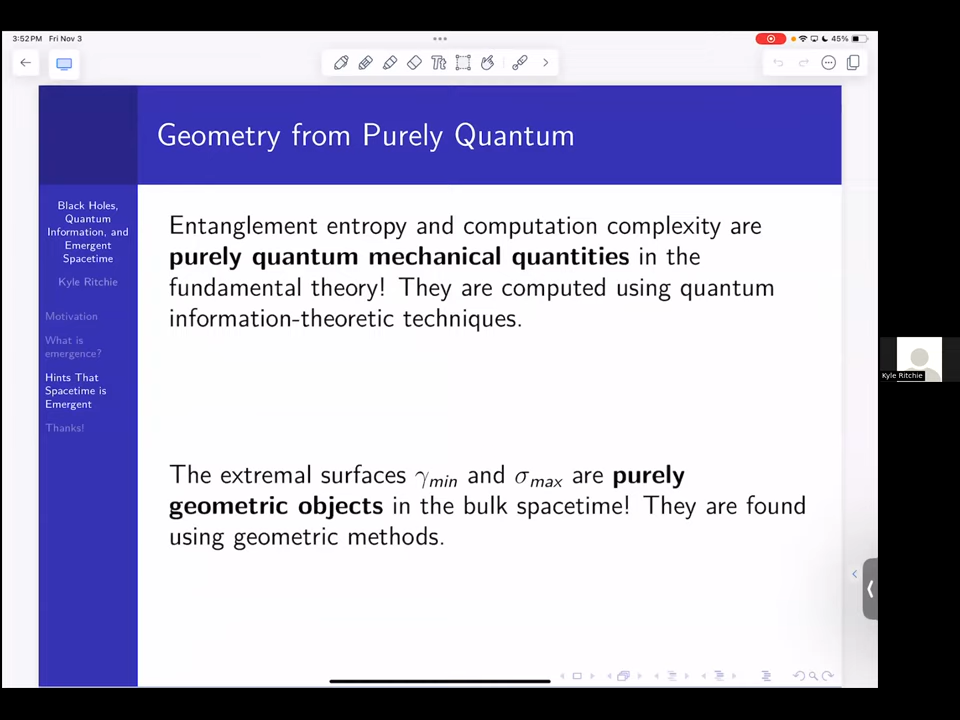 3:52 PM Fri Nov 3
45%
Geometry from Purely Quantum
Black Holes,
Quantum
Information, and
Emergent
Spacetime
Kyle Ritchie
Motivation
What is
emergence?
Hints That
Spacetime is
Emergent
Thanks!
Entanglement entropy and computation complexity are
purely quantum mechanical quantities in the
fundamental theory! They are computed using quantum
information-theoretic techniques.
The extremal surfaces γmin and σmax are purely
geometric objects in the bulk spacetime! They are found
using geometric methods.
Kyle Ritchie